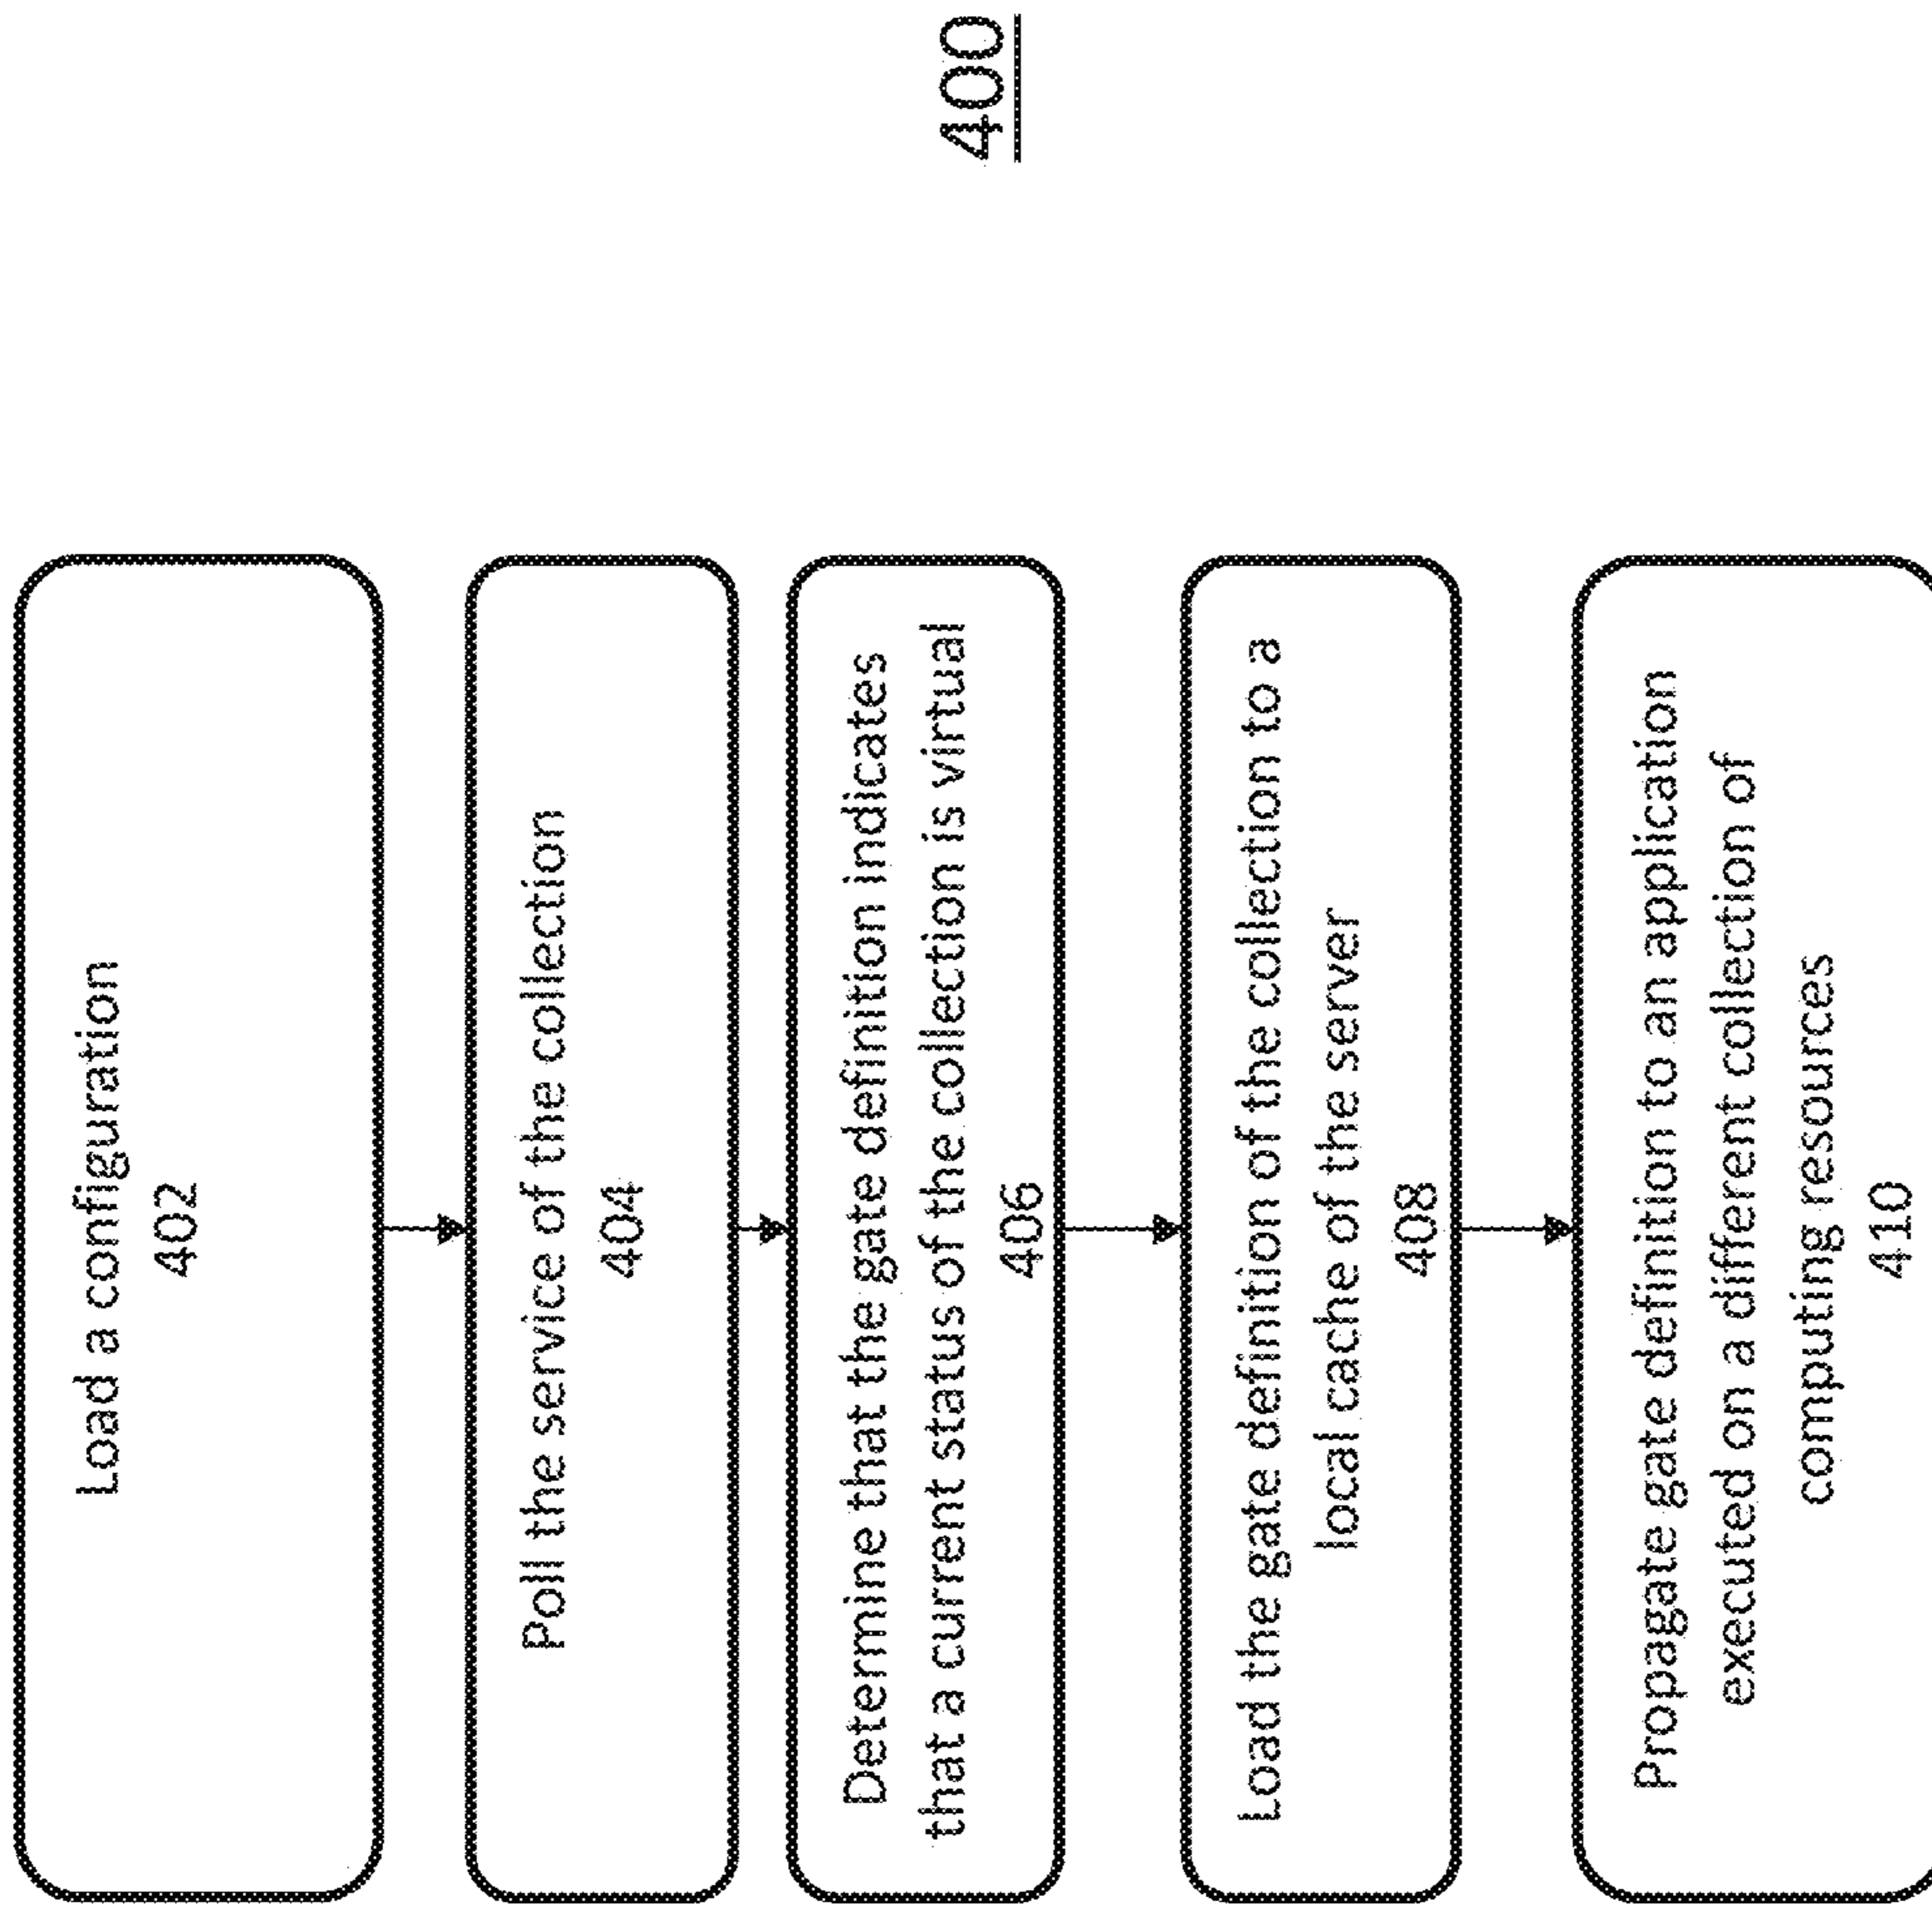 Load a configuration
402
Poll the service of the collection
404
Determine that the gate definition indicates
that a current status of the collection is virtual
406
Load the gate definition of the collection to a
local cache of the server
408
Propagate gate definition to an application
executed on a different collection of
computing resources
410
400